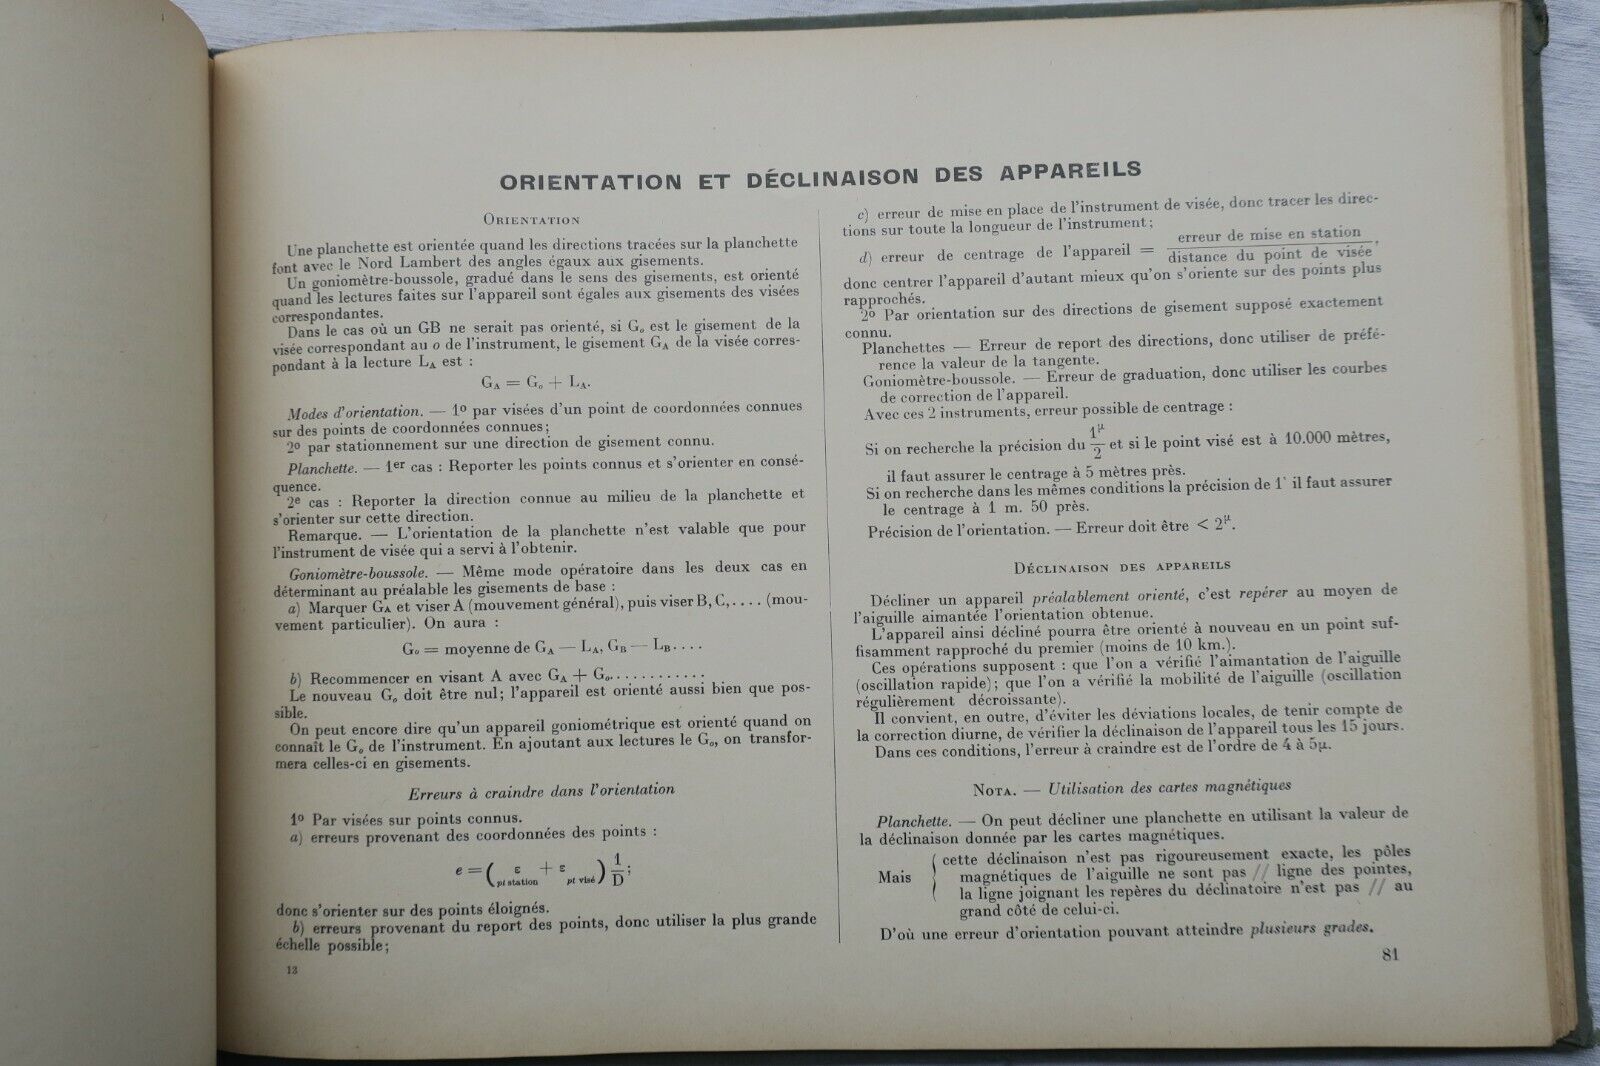 ORIENTATION ET DÉCLINAISON DES APPAREILS
ORIENTATION
Une planchette est orientée quand les directions tracées sur la planchette
font avec le Nord Lambert des angles égaux aux gisements.
Un goniomètre-boussole, gradué dans le sens des gisements, est orienté
quand les lectures faites sur l'appareil sont égales aux gisements des visées
correspondantes.
Dans le cas où un GB ne serait pas orienté, si Go est le gisement de la
visée correspondant au o de l'instrument, le gisement GA de la visée corres-
pondant à la lecture LA est :
GA = Go + LA.
Modes d'orientation. — 1º par visées d'un point de coordonnées connues
sur des points de coordonnées connues;
2º par stationnement sur une direction de gisement connu.
Planchette. — 1er cas : Reporter les points connus et s'orienter en consé-
quence.
2e cas : Reporter la direction connue au milieu de la planchette et
s'orienter sur cette direction.
Remarque. — L'orientation de la planchette n'est valable que pour
l'instrument de visée qui a servi à l'obtenir.
Goniomètre-boussole. — Même mode opératoire dans les deux cas en
déterminant au préalable les gisements de base :
a) Marquer GA et viser A (mouvement général), puis viser B, C,.... (mou-
vement particulier). On aura :
Go = moyenne de GA — LA, GB — LB....
b) Recommencer en visant A avec GA + Go............
Le nouveau Go doit être nul; l'appareil est orienté aussi bien que pos-
sible.
On peut encore dire qu'un appareil goniométrique est orienté quand on
connaît le Go de l'instrument. En ajoutant aux lectures le Go, on transfor-
mera celles-ci en gisements.
Erreurs à craindre dans l'orientation
1º Par visées sur points connus.
a) erreurs provenant des coordonnées des points :
e = ( ε pt station + ε pt visé ) 1/D ;
donc s'orienter sur des points éloignés.
b) erreurs provenant du report des points, donc utiliser la plus grande
échelle possible;
13
c) erreur de mise en place de l'instrument de visée, donc tracer les direc-
tions sur toute la longueur de l'instrument;
d) erreur de centrage de l'appareil = erreur de mise en station / distance du point de visée,
donc centrer l'appareil d'autant mieux qu'on s'oriente sur des points plus
rapprochés.
2º Par orientation sur des directions de gisement supposé exactement
connu.
Planchettes — Erreur de report des directions, donc utiliser de préfé-
rence la valeur de la tangente.
Goniomètre-boussole. — Erreur de graduation, donc utiliser les courbes
de correction de l'appareil.
Avec ces 2 instruments, erreur possible de centrage :
Si on recherche la précision du 1µ/2 et si le point visé est à 10.000 mètres,
il faut assurer le centrage à 5 mètres près.
Si on recherche dans les mêmes conditions la précision de 1' il faut assurer
le centrage à 1 m. 50 près.
Précision de l'orientation. — Erreur doit être < 2µ.
DÉCLINAISON DES APPAREILS
Décliner un appareil préalablement orienté, c'est repérer au moyen de
l'aiguille aimantée l'orientation obtenue.
L'appareil ainsi décliné pourra être orienté à nouveau en un point suf-
fisamment rapproché du premier (moins de 10 km.).
Ces opérations supposent : que l'on a vérifié l'aimantation de l'aiguille
(oscillation rapide); que l'on a vérifié la mobilité de l'aiguille (oscillation
régulièrement décroissante).
Il convient, en outre, d'éviter les déviations locales, de tenir compte de
la correction diurne, de vérifier la déclinaison de l'appareil tous les 15 jours.
Dans ces conditions, l'erreur à craindre est de l'ordre de 4 à 5µ.
NOTA. — Utilisation des cartes magnétiques
Planchette. — On peut décliner une planchette en utilisant la valeur de
la déclinaison donnée par les cartes magnétiques.
Mais { cette déclinaison n'est pas rigoureusement exacte, les pôles
magnétiques de l'aiguille ne sont pas // ligne des pointes,
la ligne joignant les repères du déclinatoire n'est pas // au
grand côté de celui-ci.
D'où une erreur d'orientation pouvant atteindre plusieurs grades.
81